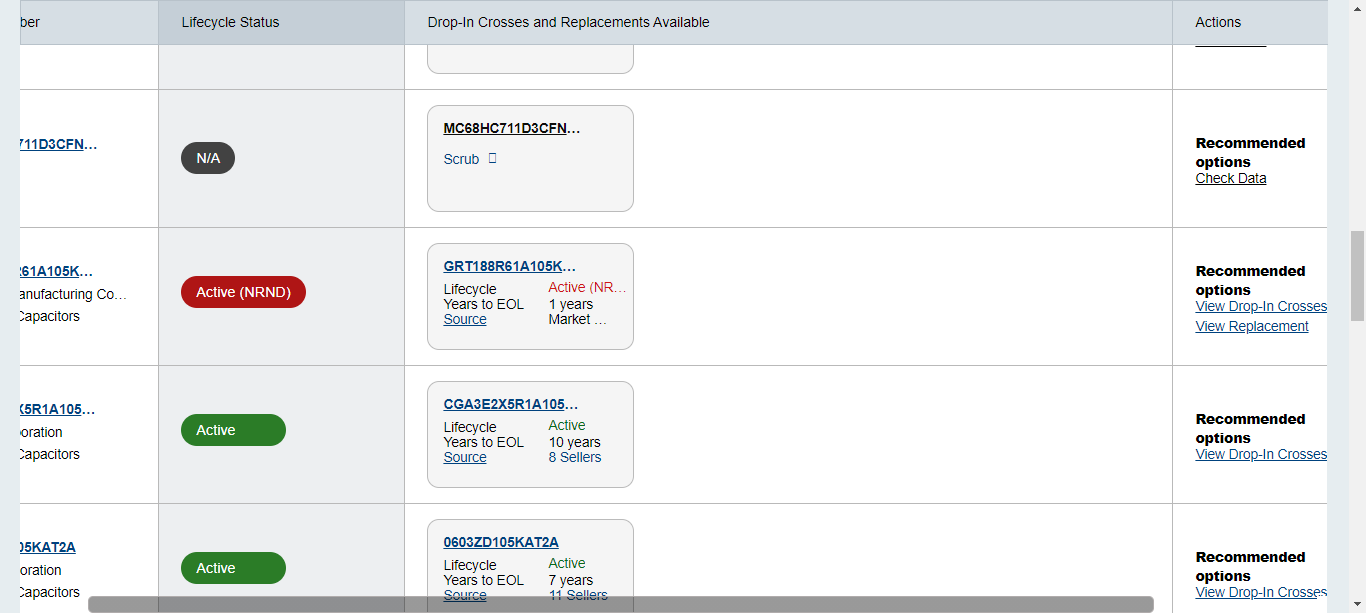 ber Lifecycle Status Drop-In Crosses and Replacements Available Actions
711D3CFN...
N/A
MC68HC711D3CFN...
Scrub
Recommended
options
Check Data
R61A105K...
anufacturing Co...
Capacitors
Active (NRND)
GRT188R61A105K...
Lifecycle Active (NR...
Years to EOL 1 years
Source Market ...
Recommended
options
View Drop-In Crosses
View Replacement
X5R1A105...
poration
Capacitors
Active
CGA3E2X5R1A105...
Lifecycle Active
Years to EOL 10 years
Source 8 Sellers
Recommended
options
View Drop-In Crosses
05KAT2A
oration
Capacitors
Active
0603ZD105KAT2A
Lifecycle Active
Years to EOL 7 years
Source 11 Sellers
Recommended
options
View Drop-In Crosses